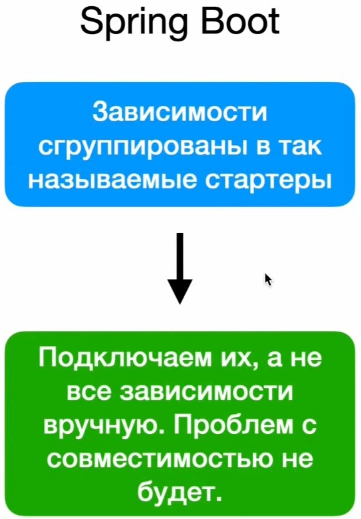 Spring Boot
Зависимости
сгруппированы в так
называемые стартеры
Подключаем их, а не
все зависимости
вручную. Проблем с
совместимостью не
будет.